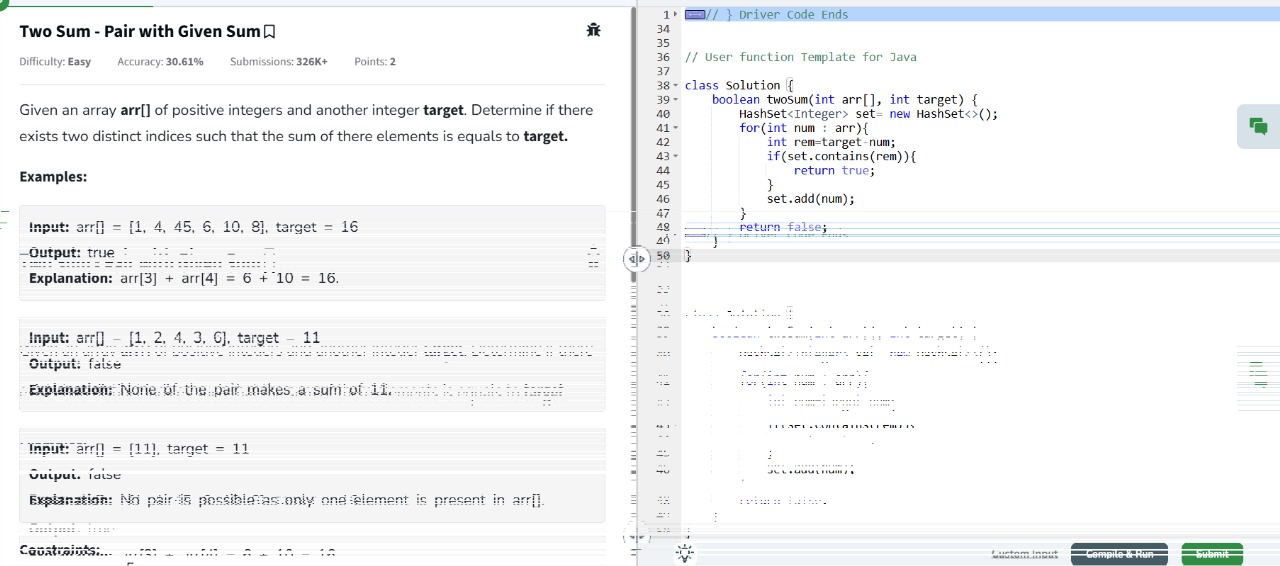 Two Sum - Pair with Given Sum
Difficulty: Easy Accuracy: 30.61% Submissions: 326K+ Points: 2
Given an array arr[] of positive integers and another integer target. Determine if there
exists two distinct indices such that the sum of there elements is equals to target.
Examples:
Input: arr[] = [1, 4, 45, 6, 10, 8], target = 16
Output: true
Explanation: arr[3] + arr[4] = 6 + 10 = 16.
Input: arr[] = [1, 2, 4, 3, 6], target = 11
Output: false
Explanation: None of the pair makes a sum of 11.
Input: arr[] = [11], target = 11
Output: false
Explanation: No pair is possible as only one element is present in arr[].
Constraints:
1 // } Driver Code Ends
34
35
36 // User function Template for Java
37
38 class Solution {
39 boolean twoSum(int arr[], int target) {
40 HashSet<Integer> set= new HashSet<>();
41 for(int num : arr){
42 int rem=target-num;
43 if(set.contains(rem)){
44 return true;
45 }
46 set.add(num);
47 }
48 return false;
49 }
50 }
Custom Input
Compile & Run
Submit